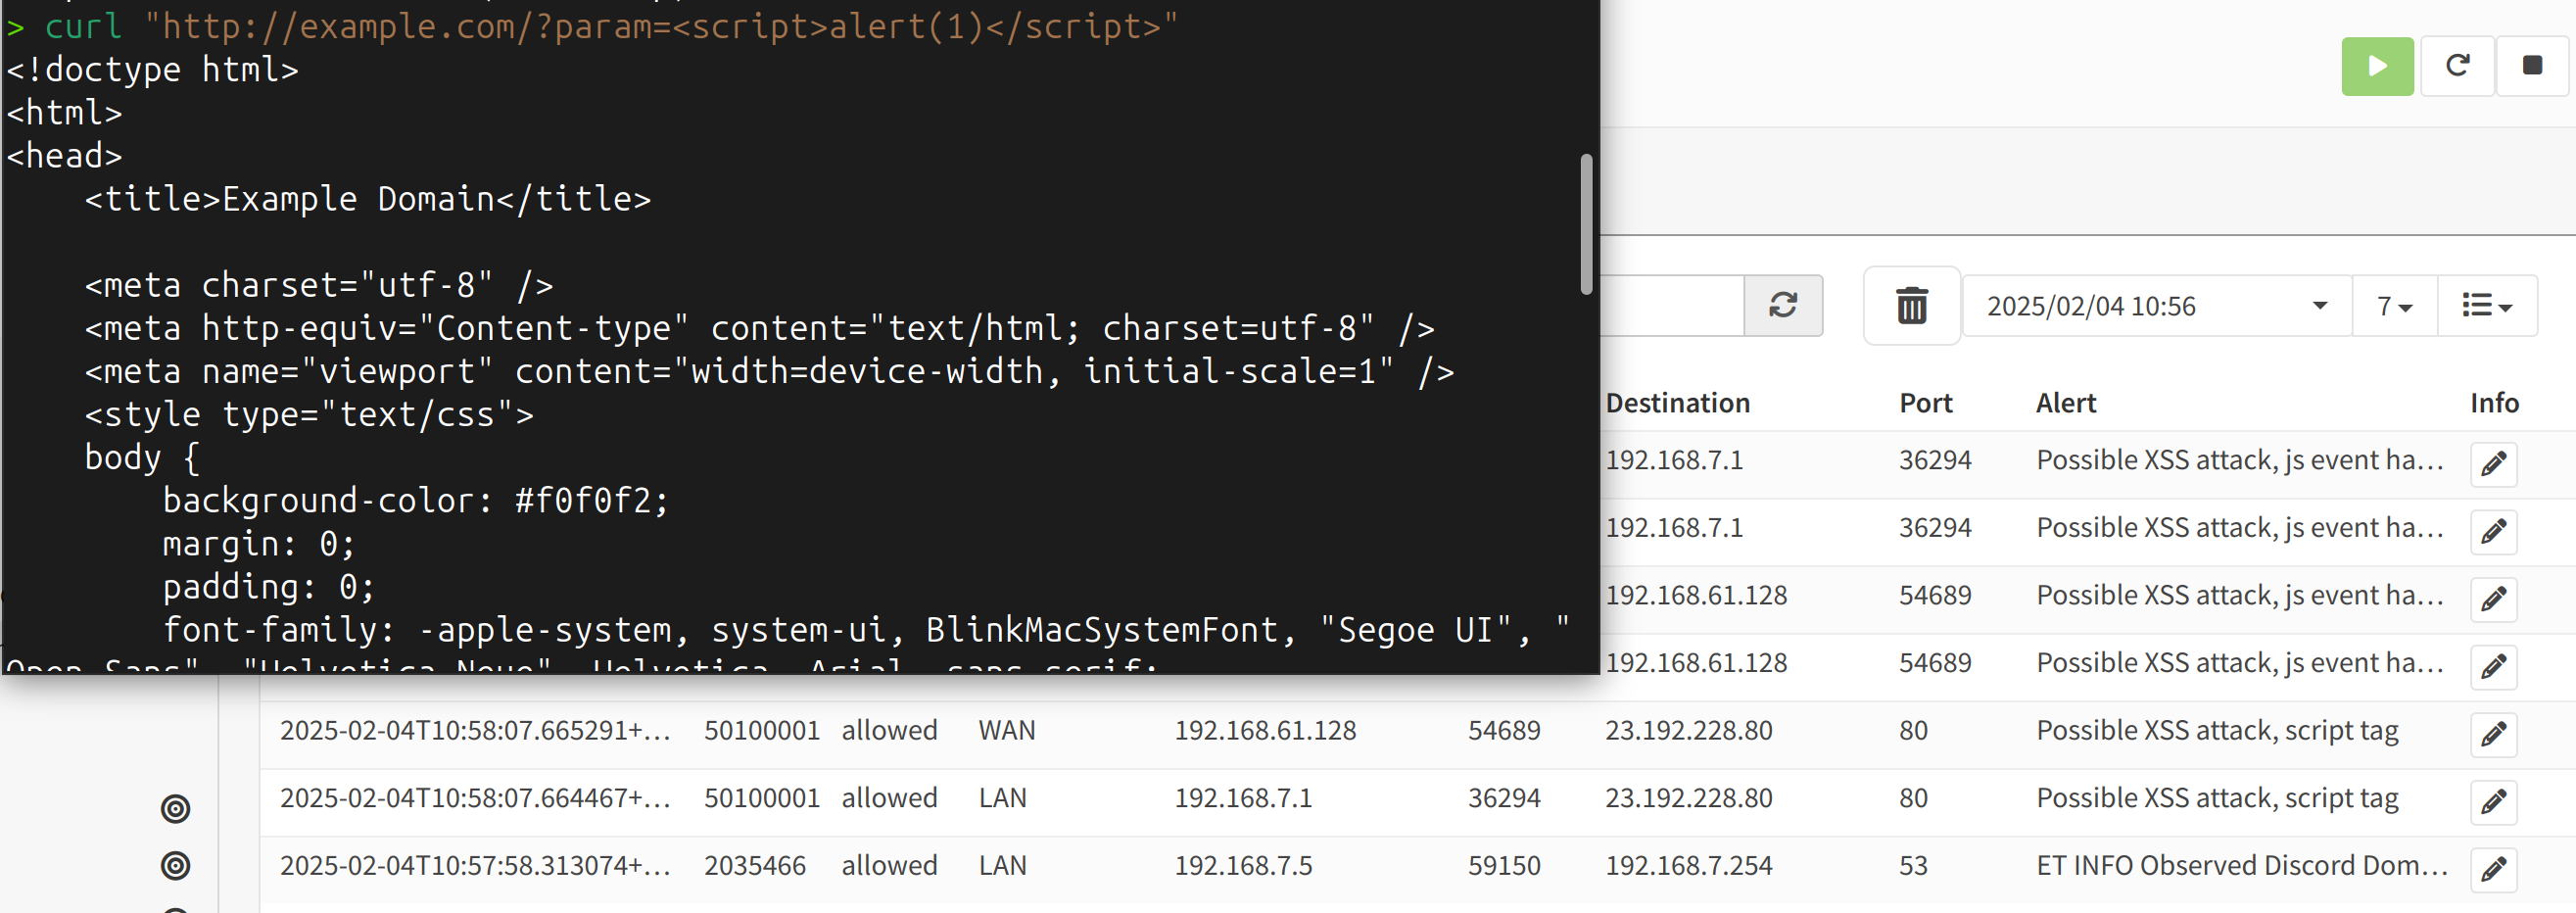 > curl "http://example.com/?param=<script>alert(1)</script>"
<!doctype html>
<html>
<head>
<title>Example Domain</title>
<meta charset="utf-8" />
<meta http-equiv="Content-type" content="text/html; charset=utf-8" />
<meta name="viewport" content="width=device-width, initial-scale=1" />
<style type="text/css">
body {
background-color: #f0f0f2;
margin: 0;
padding: 0;
font-family: -apple-system, system-ui, BlinkMacSystemFont, "Segoe UI", "
Open Sans", "Helvetica Neue", Helvetica, Arial, sans-serif;
2025/02/04 10:56 7
Destination Port Alert Info
192.168.7.1 36294 Possible XSS attack, js event ha...
192.168.7.1 36294 Possible XSS attack, js event ha...
192.168.61.128 54689 Possible XSS attack, js event ha...
192.168.61.128 54689 Possible XSS attack, js event ha...
2025-02-04T10:58:07.665291+... 50100001 allowed WAN 192.168.61.128 54689 23.192.228.80 80 Possible XSS attack, script tag
2025-02-04T10:58:07.664467+... 50100001 allowed LAN 192.168.7.1 36294 23.192.228.80 80 Possible XSS attack, script tag
2025-02-04T10:57:58.313074+... 2035466 allowed LAN 192.168.7.5 59150 192.168.7.254 53 ET INFO Observed Discord Dom...